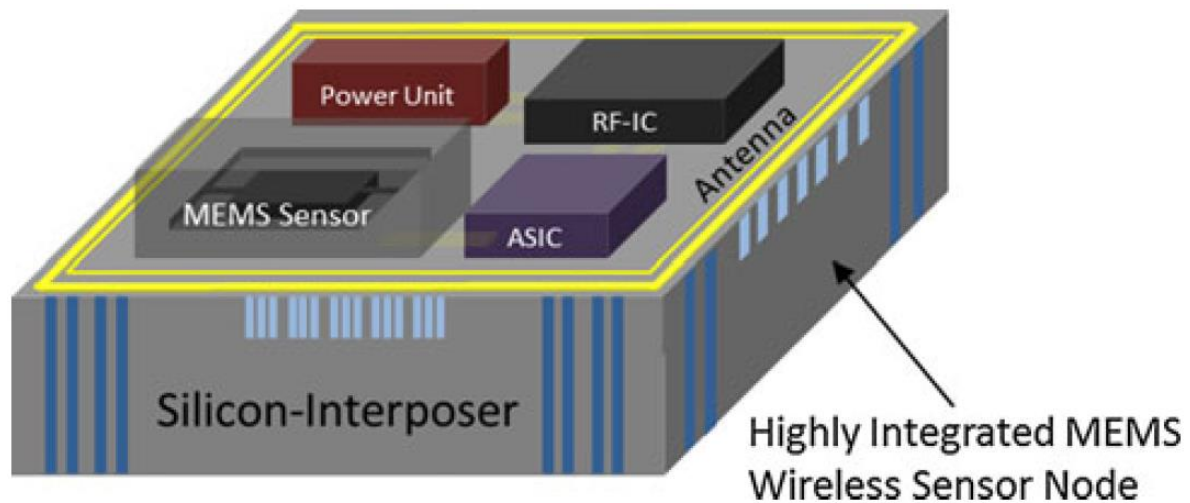 Power Unit
RF-IC
Antenna
MEMS Sensor
ASIC
Silicon-Interposer
Highly Integrated MEMS
Wireless Sensor Node